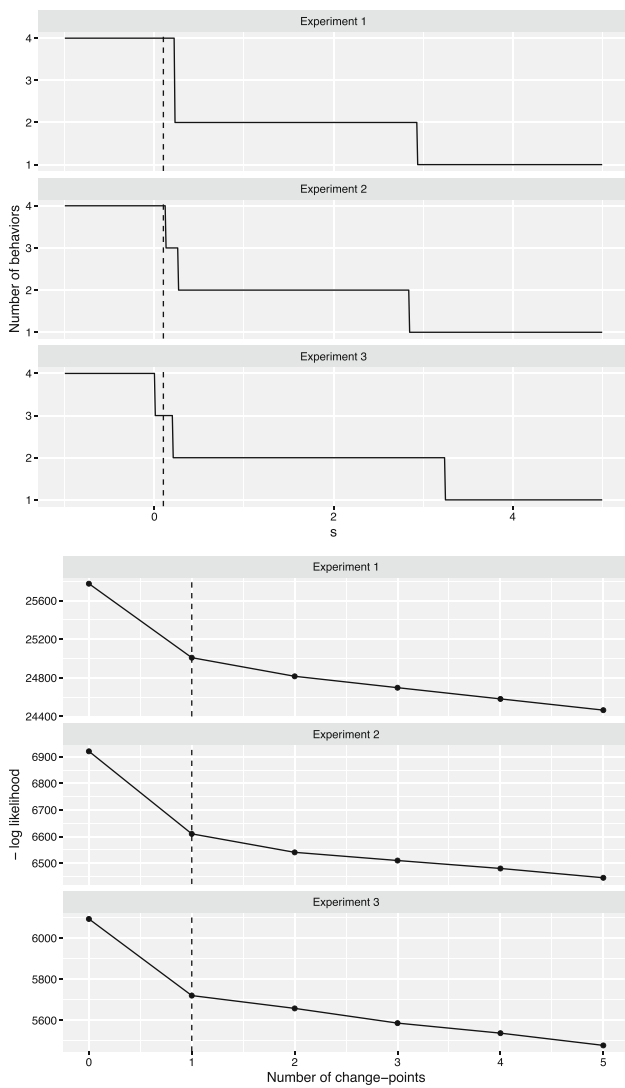 Experiment 1
4
3
2
1
Experiment 2
4
3
2
1
Experiment 3
4
3
2
1
Number of behaviors
0 2 4
s
Experiment 1
25600
25200
24800
24400
Experiment 2
6900
6800
6700
6600
6500
Experiment 3
6000
5800
5600
− log likelihood
0 1 2 3 4 5
Number of change−points